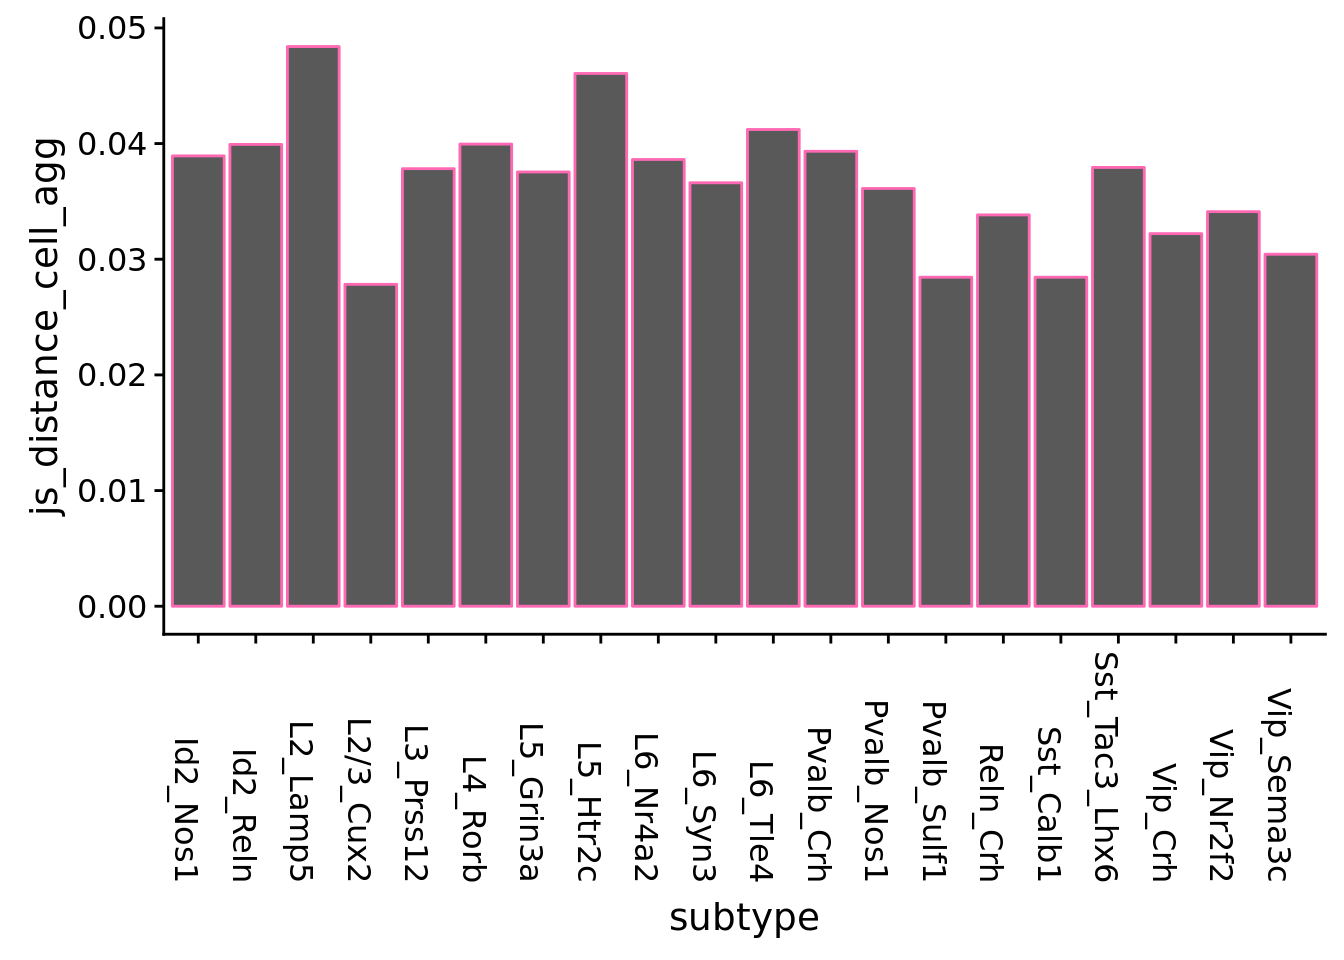 js_distance_cell_agg
0.05
0.04
0.03
0.02
0.01
0.00
Id2_Nos1
Id2_Reln
L2_Lamp5
L2/3_Cux2
L3_Prss12
L4_Rorb
L5_Grin3a
L5_Htr2c
L6_Nr4a2
L6_Syn3
L6_Tle4
Pvalb_Crh
Pvalb_Nos1
Pvalb_Sulf1
Reln_Crh
Sst_Calb1
Sst_Tac3_Lhx6
Vip_Crh
Vip_Nr2f2
Vip_Sema3c
subtype